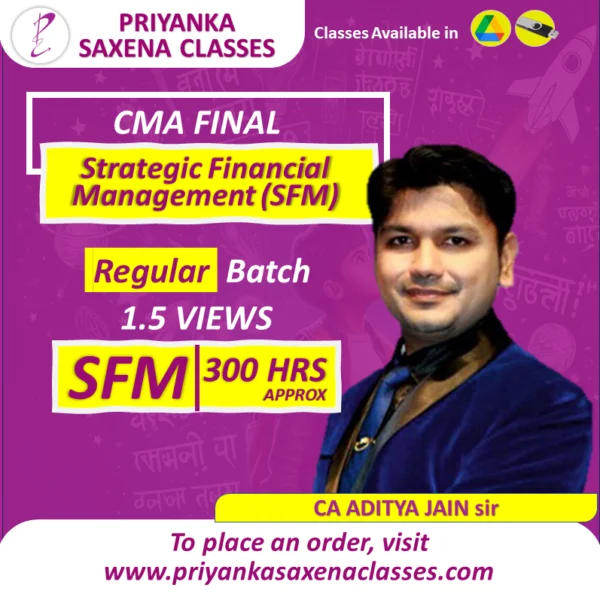 PRIYANKA
SAXENA CLASSES
Classes Available in
CMA FINAL
Strategic Financial
Management (SFM)
Regular Batch
1.5 VIEWS
SFM
300 HRS
APPROX
CA ADITYA JAIN sir
To place an order, visit
www.priyankasaxenaclasses.com